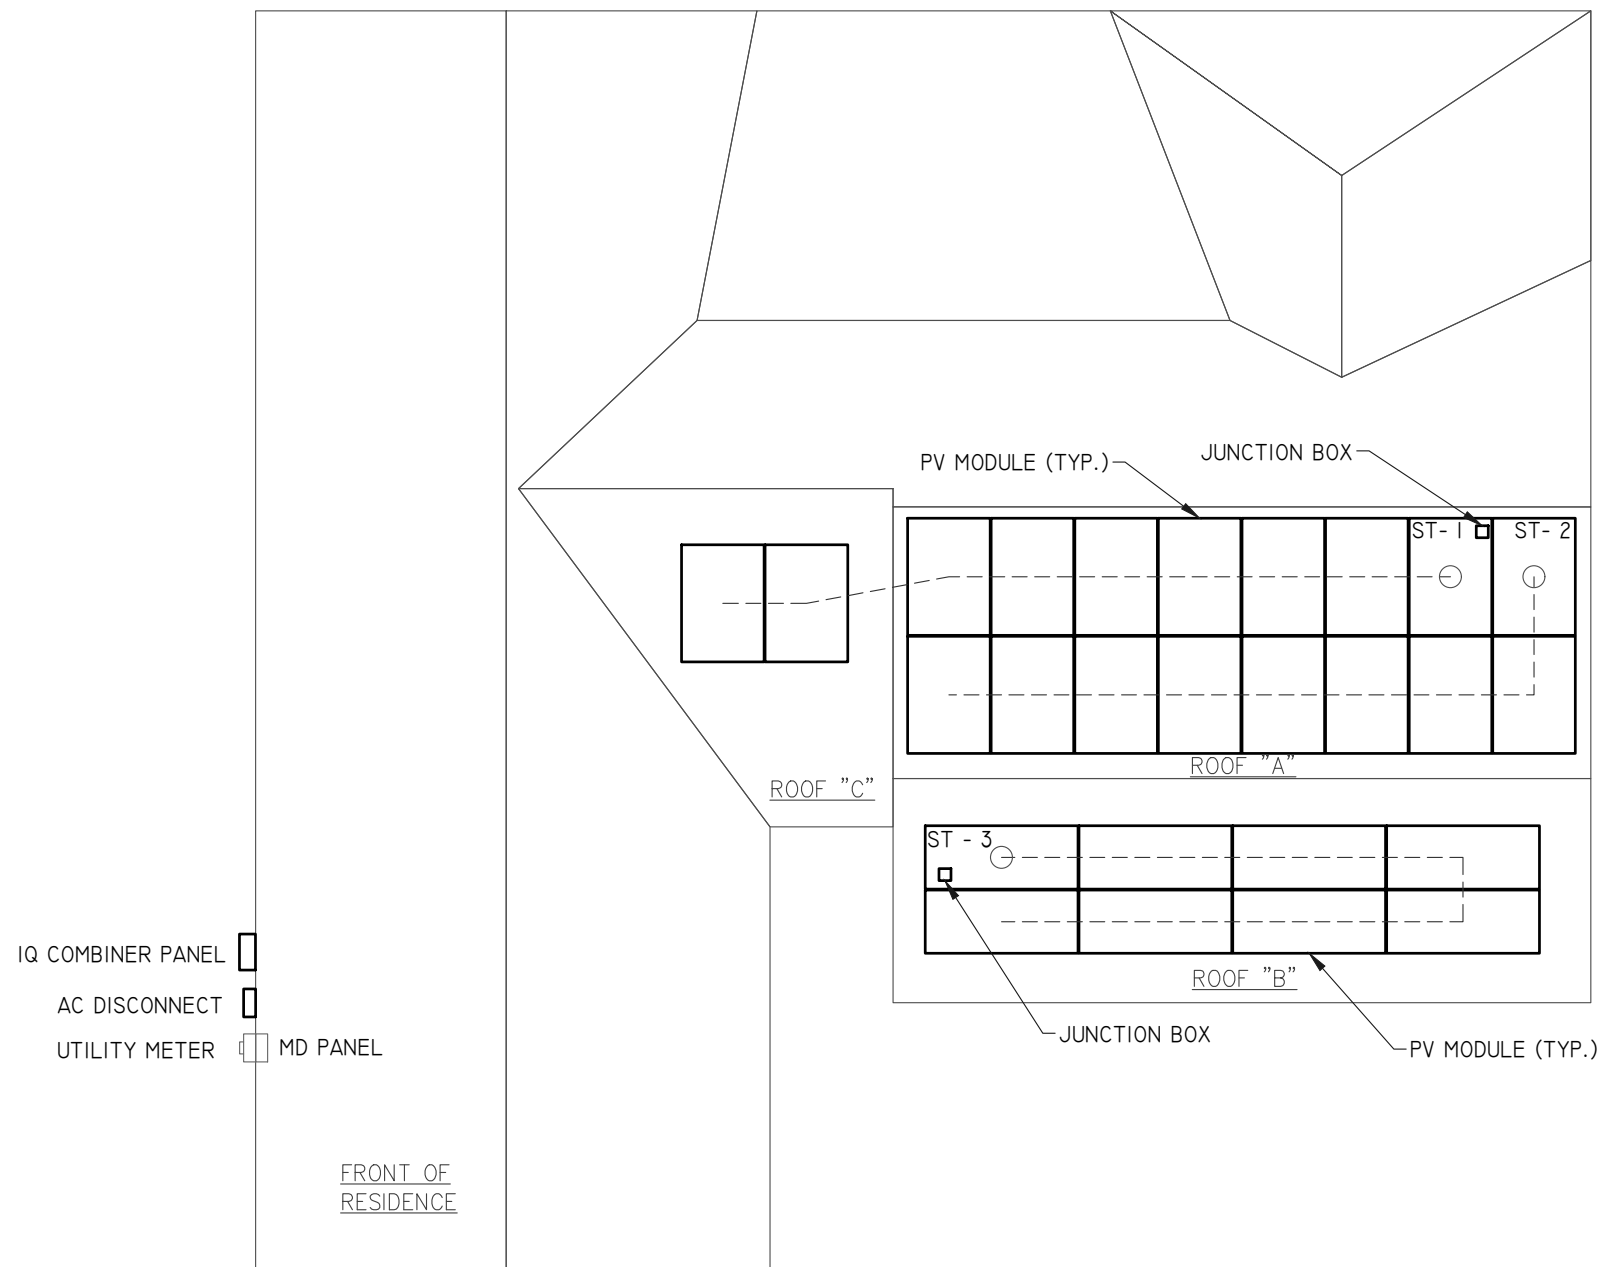 JUNCTION BOX
PV MODULE (TYP.)
ST- 1
ST- 2
ROOF "A"
ROOF "C"
ST - 3
IQ COMBINER PANEL
ROOF "B"
AC DISCONNECT
JUNCTION BOX
UTILITY METER
MD PANEL
PV MODULE (TYP.)
FRONT OF
RESIDENCE